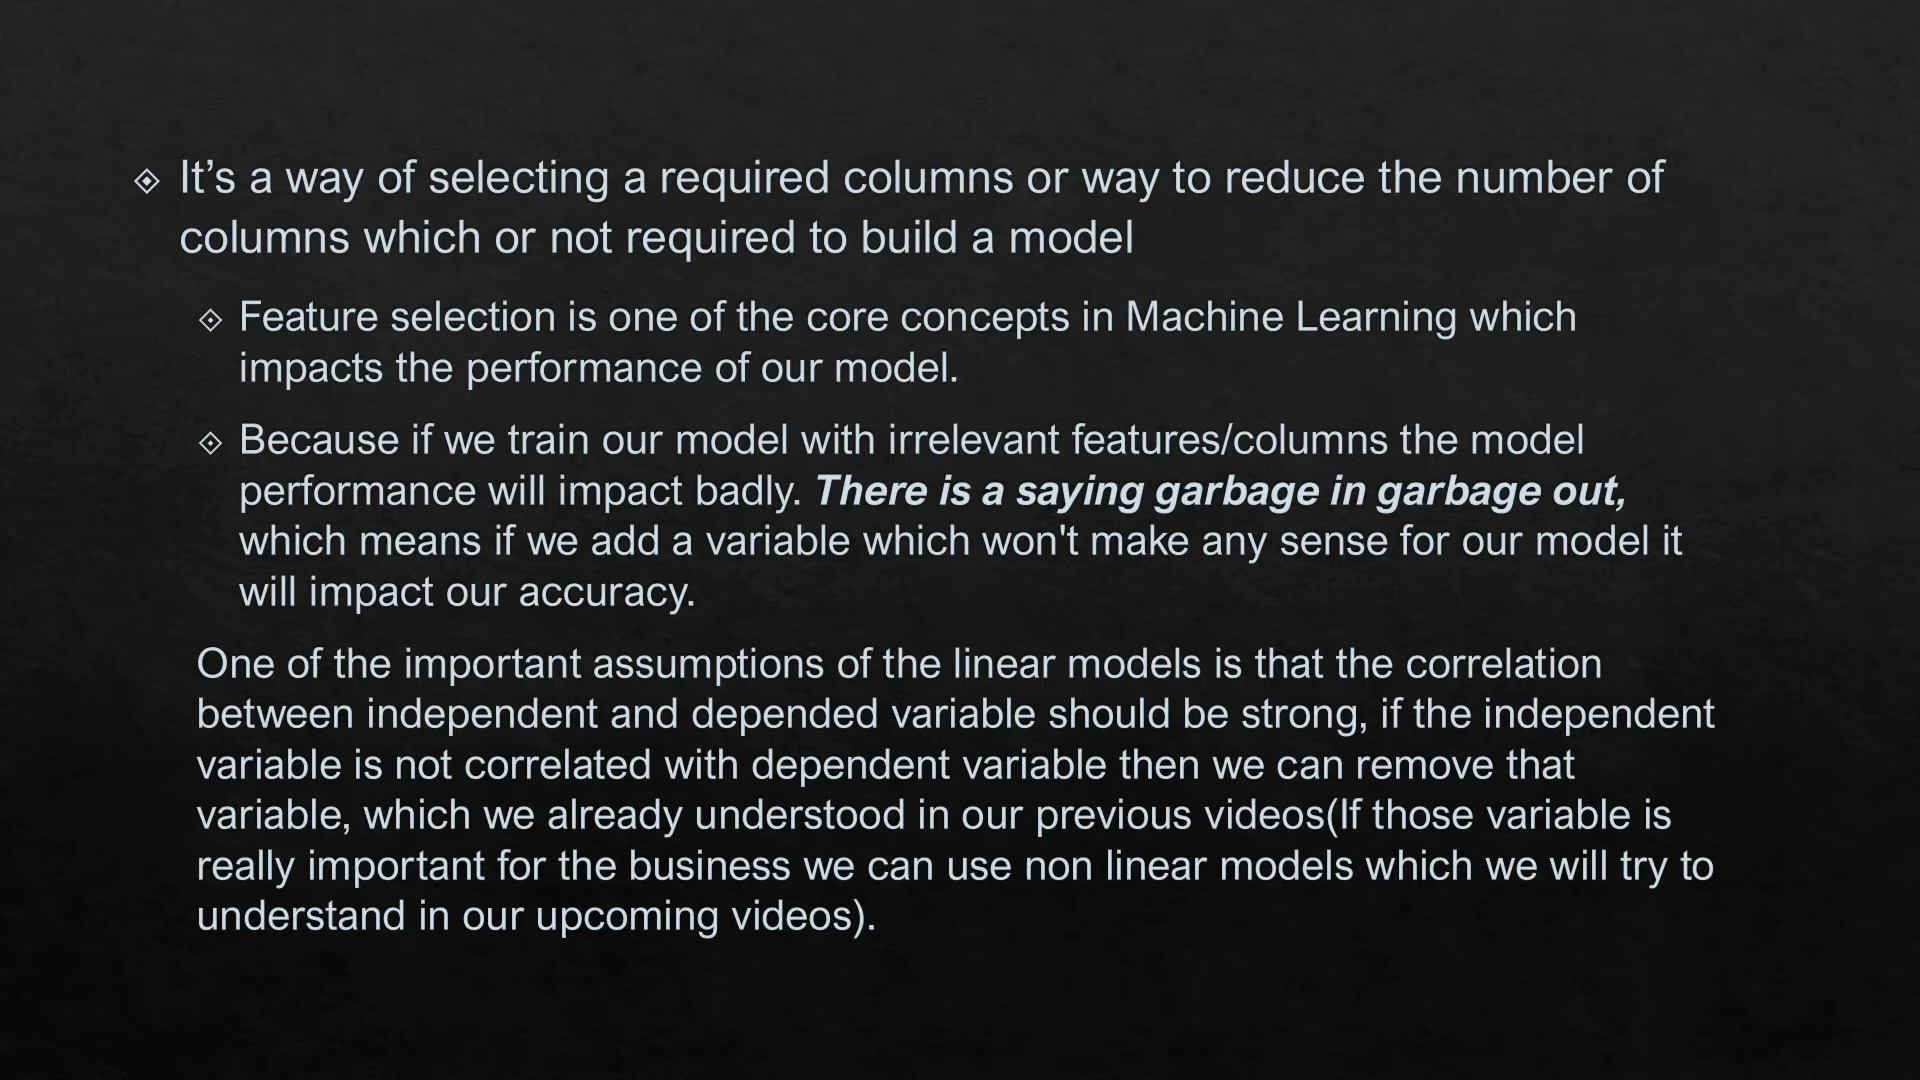 It’s a way of selecting a required columns or way to reduce the number of
columns which or not required to build a model
Feature selection is one of the core concepts in Machine Learning which
impacts the performance of our model.
Because if we train our model with irrelevant features/columns the model
performance will impact badly. There is a saying garbage in garbage out,
which means if we add a variable which won't make any sense for our model it
will impact our accuracy.
One of the important assumptions of the linear models is that the correlation
between independent and depended variable should be strong, if the independent
variable is not correlated with dependent variable then we can remove that
variable, which we already understood in our previous videos(If those variable is
really important for the business we can use non linear models which we will try to
understand in our upcoming videos).